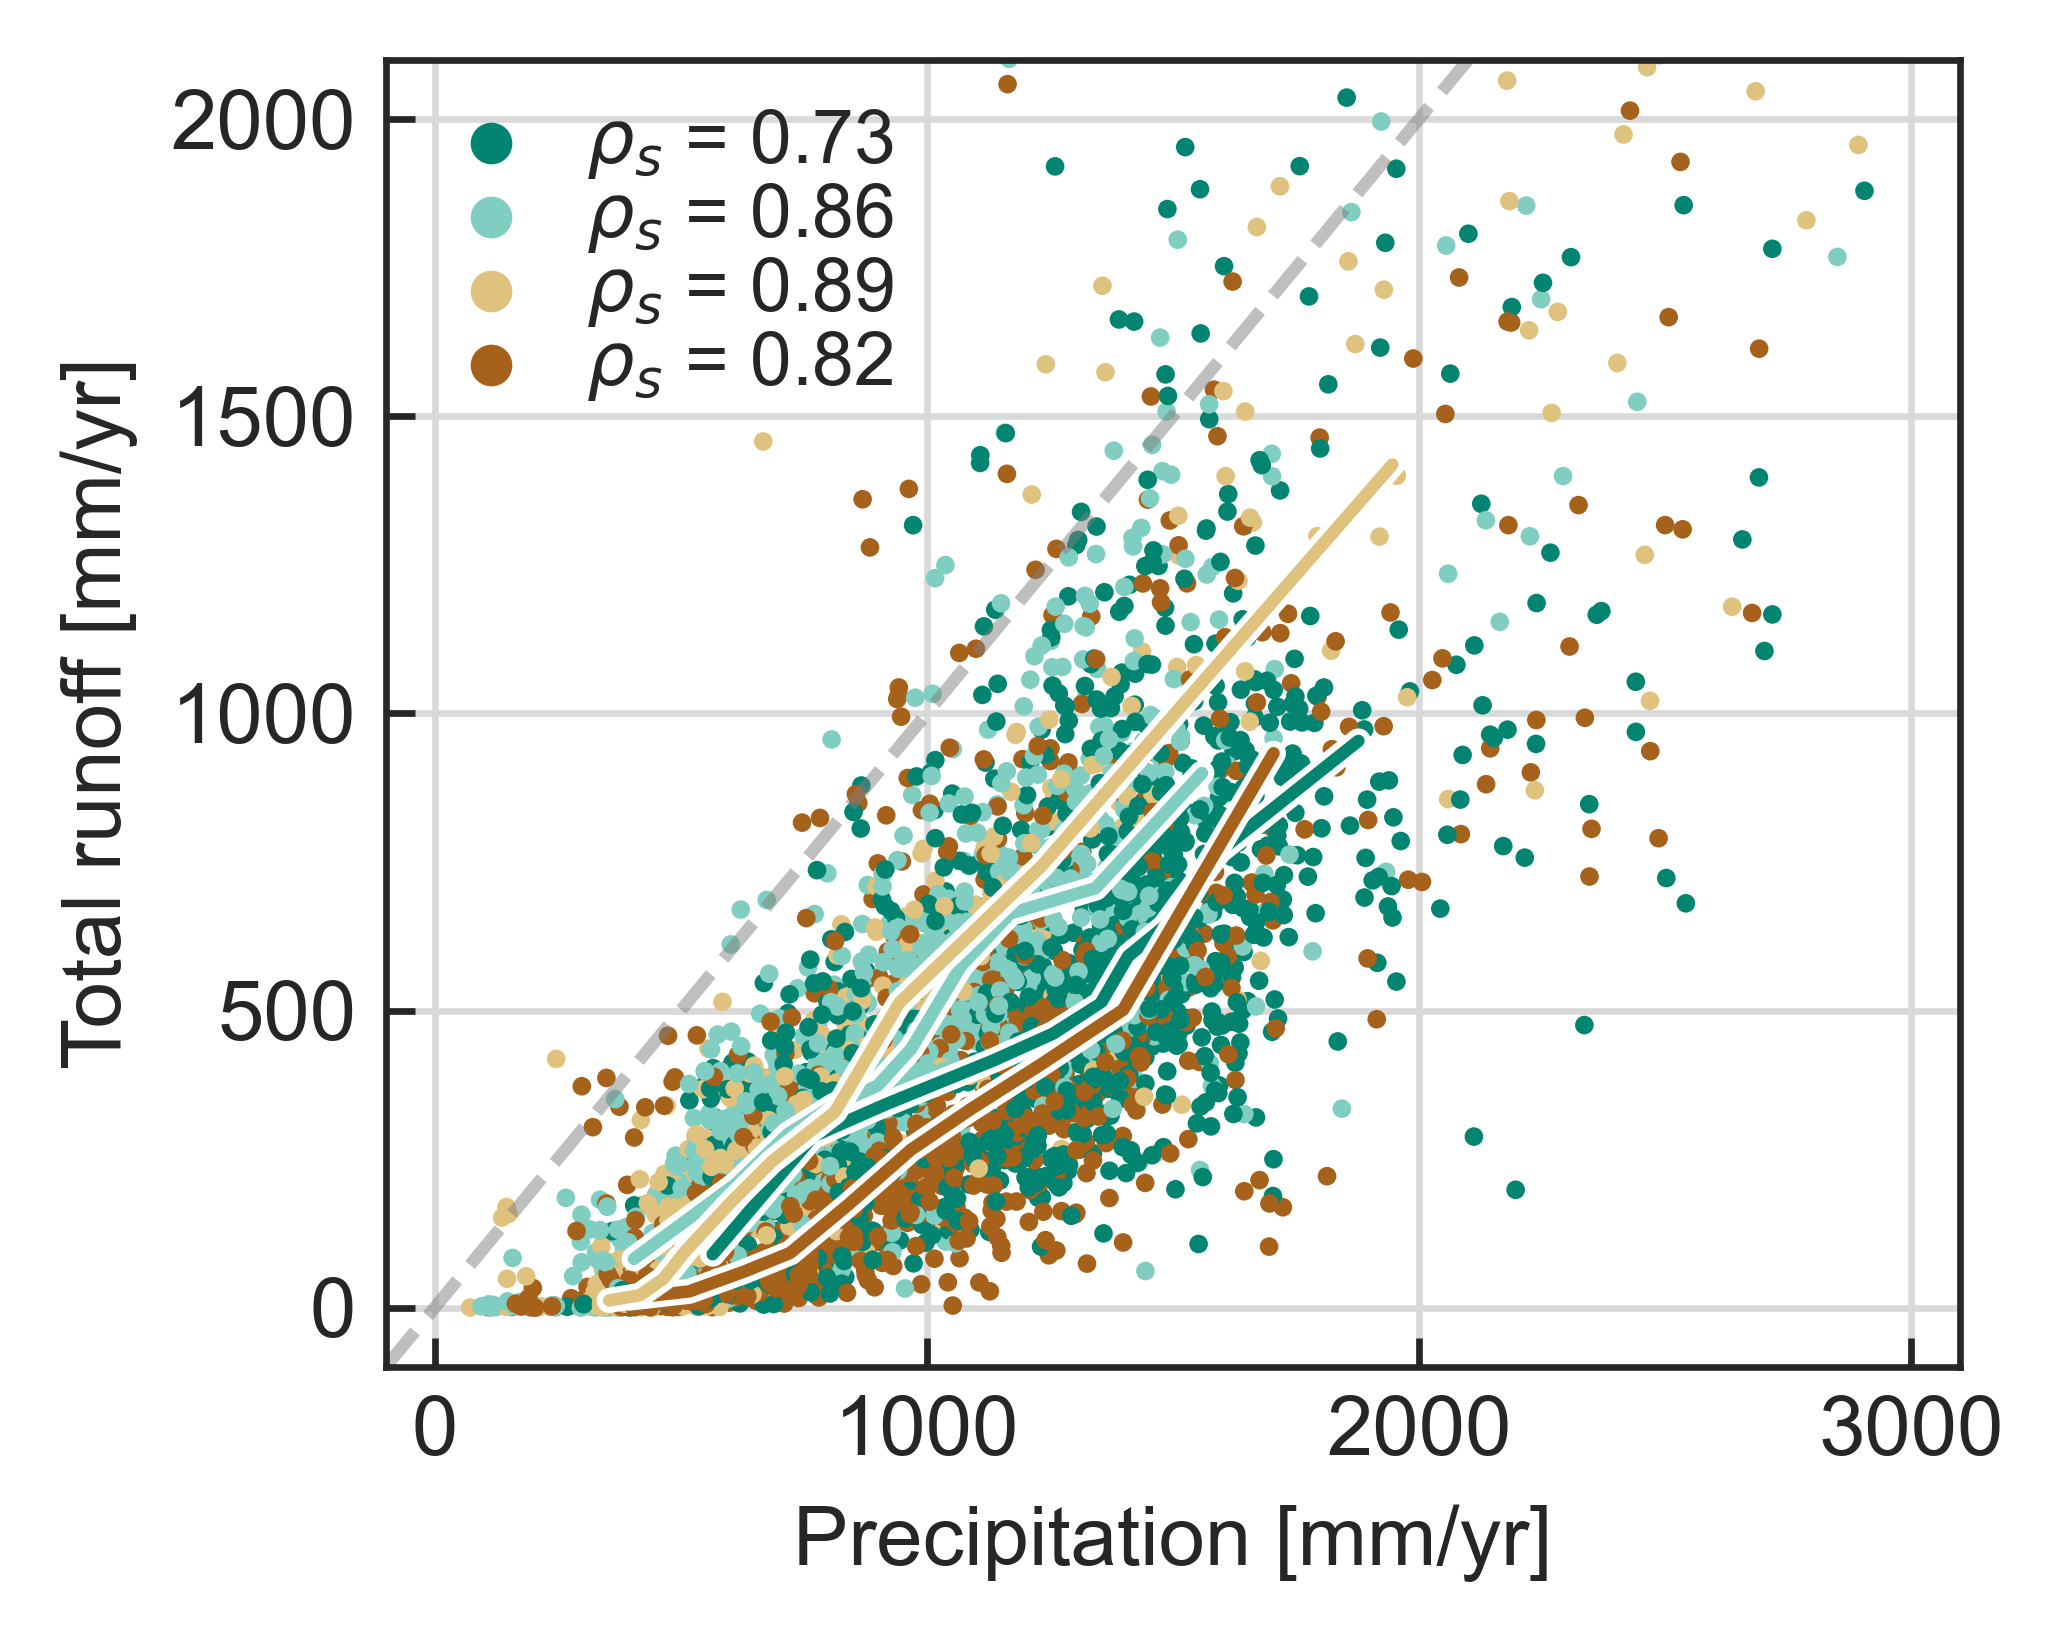 2000
1500
1000
500
0
Total runoff [mm/yr]
ρs = 0.73
ρs = 0.86
ρs = 0.89
ρs = 0.82
0 1000 2000 3000
Precipitation [mm/yr]